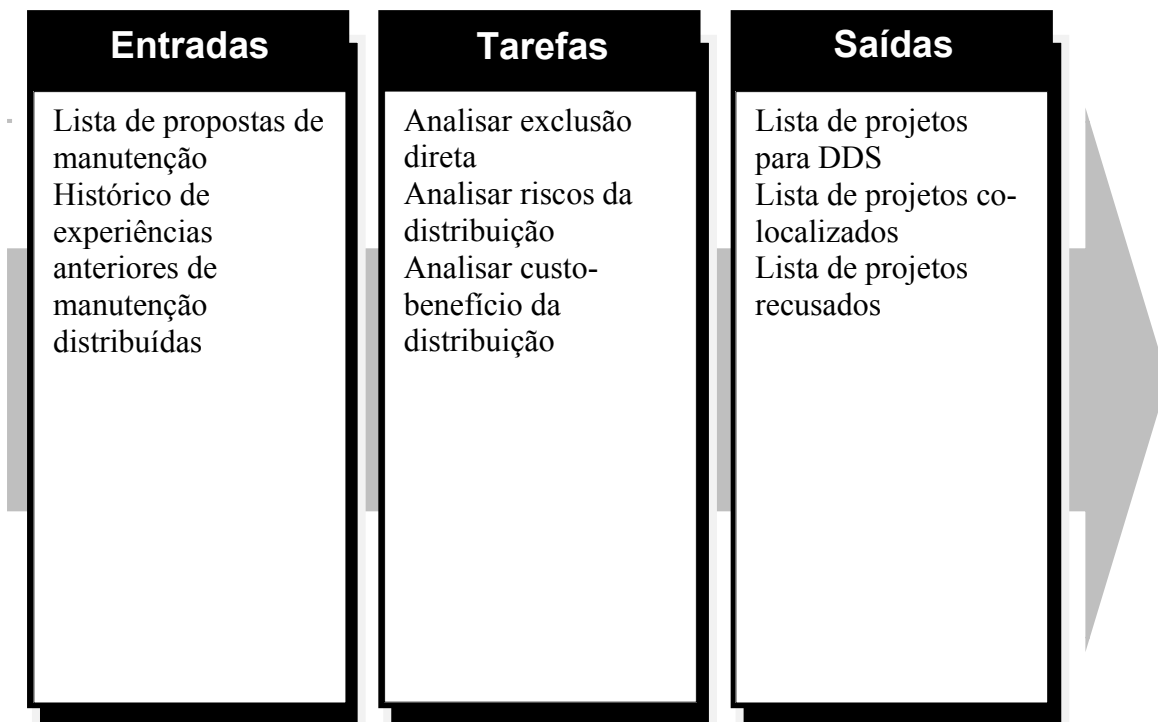 Entradas
Lista de propostas de
manutenção
Histórico de
experiências
anteriores de
manutenção
distribuídas
Tarefas
Analisar exclusão
direta
Analisar riscos da
distribuição
Analisar custo-
benefício da
distribuição
Saídas
Lista de projetos
para DDS
Lista de projetos co-
localizados
Lista de projetos
recusados